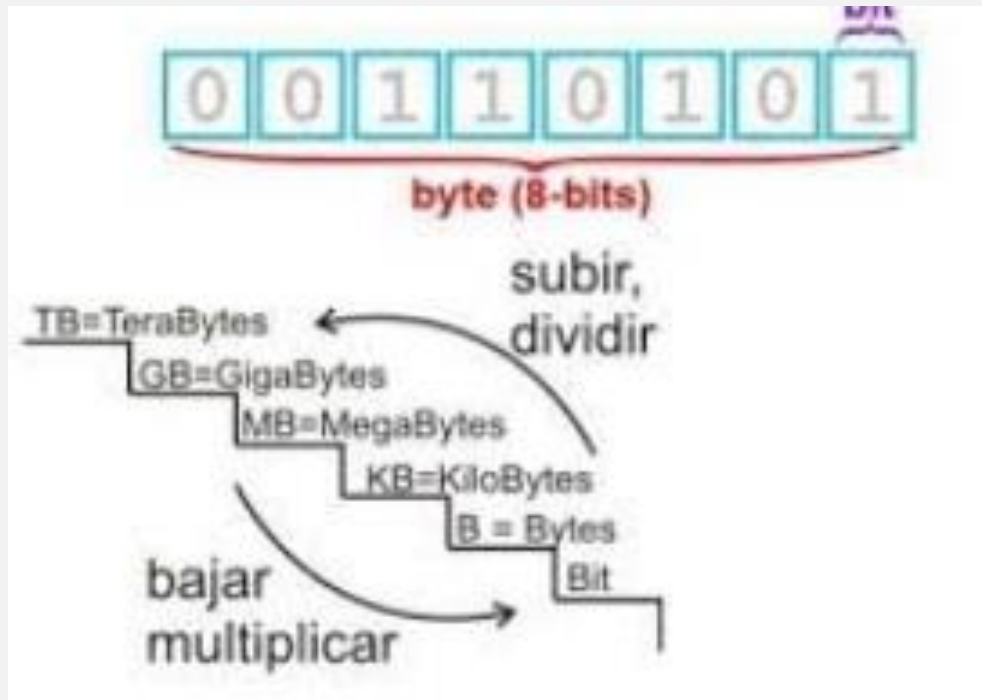 bit
0 0 1 1 0 1 0 1
byte (8-bits)
subir,
dividir
TB=TeraBytes
GB=GigaBytes
MB=MegaBytes
KB=KiloBytes
B = Bytes
Bit
bajar
multiplicar